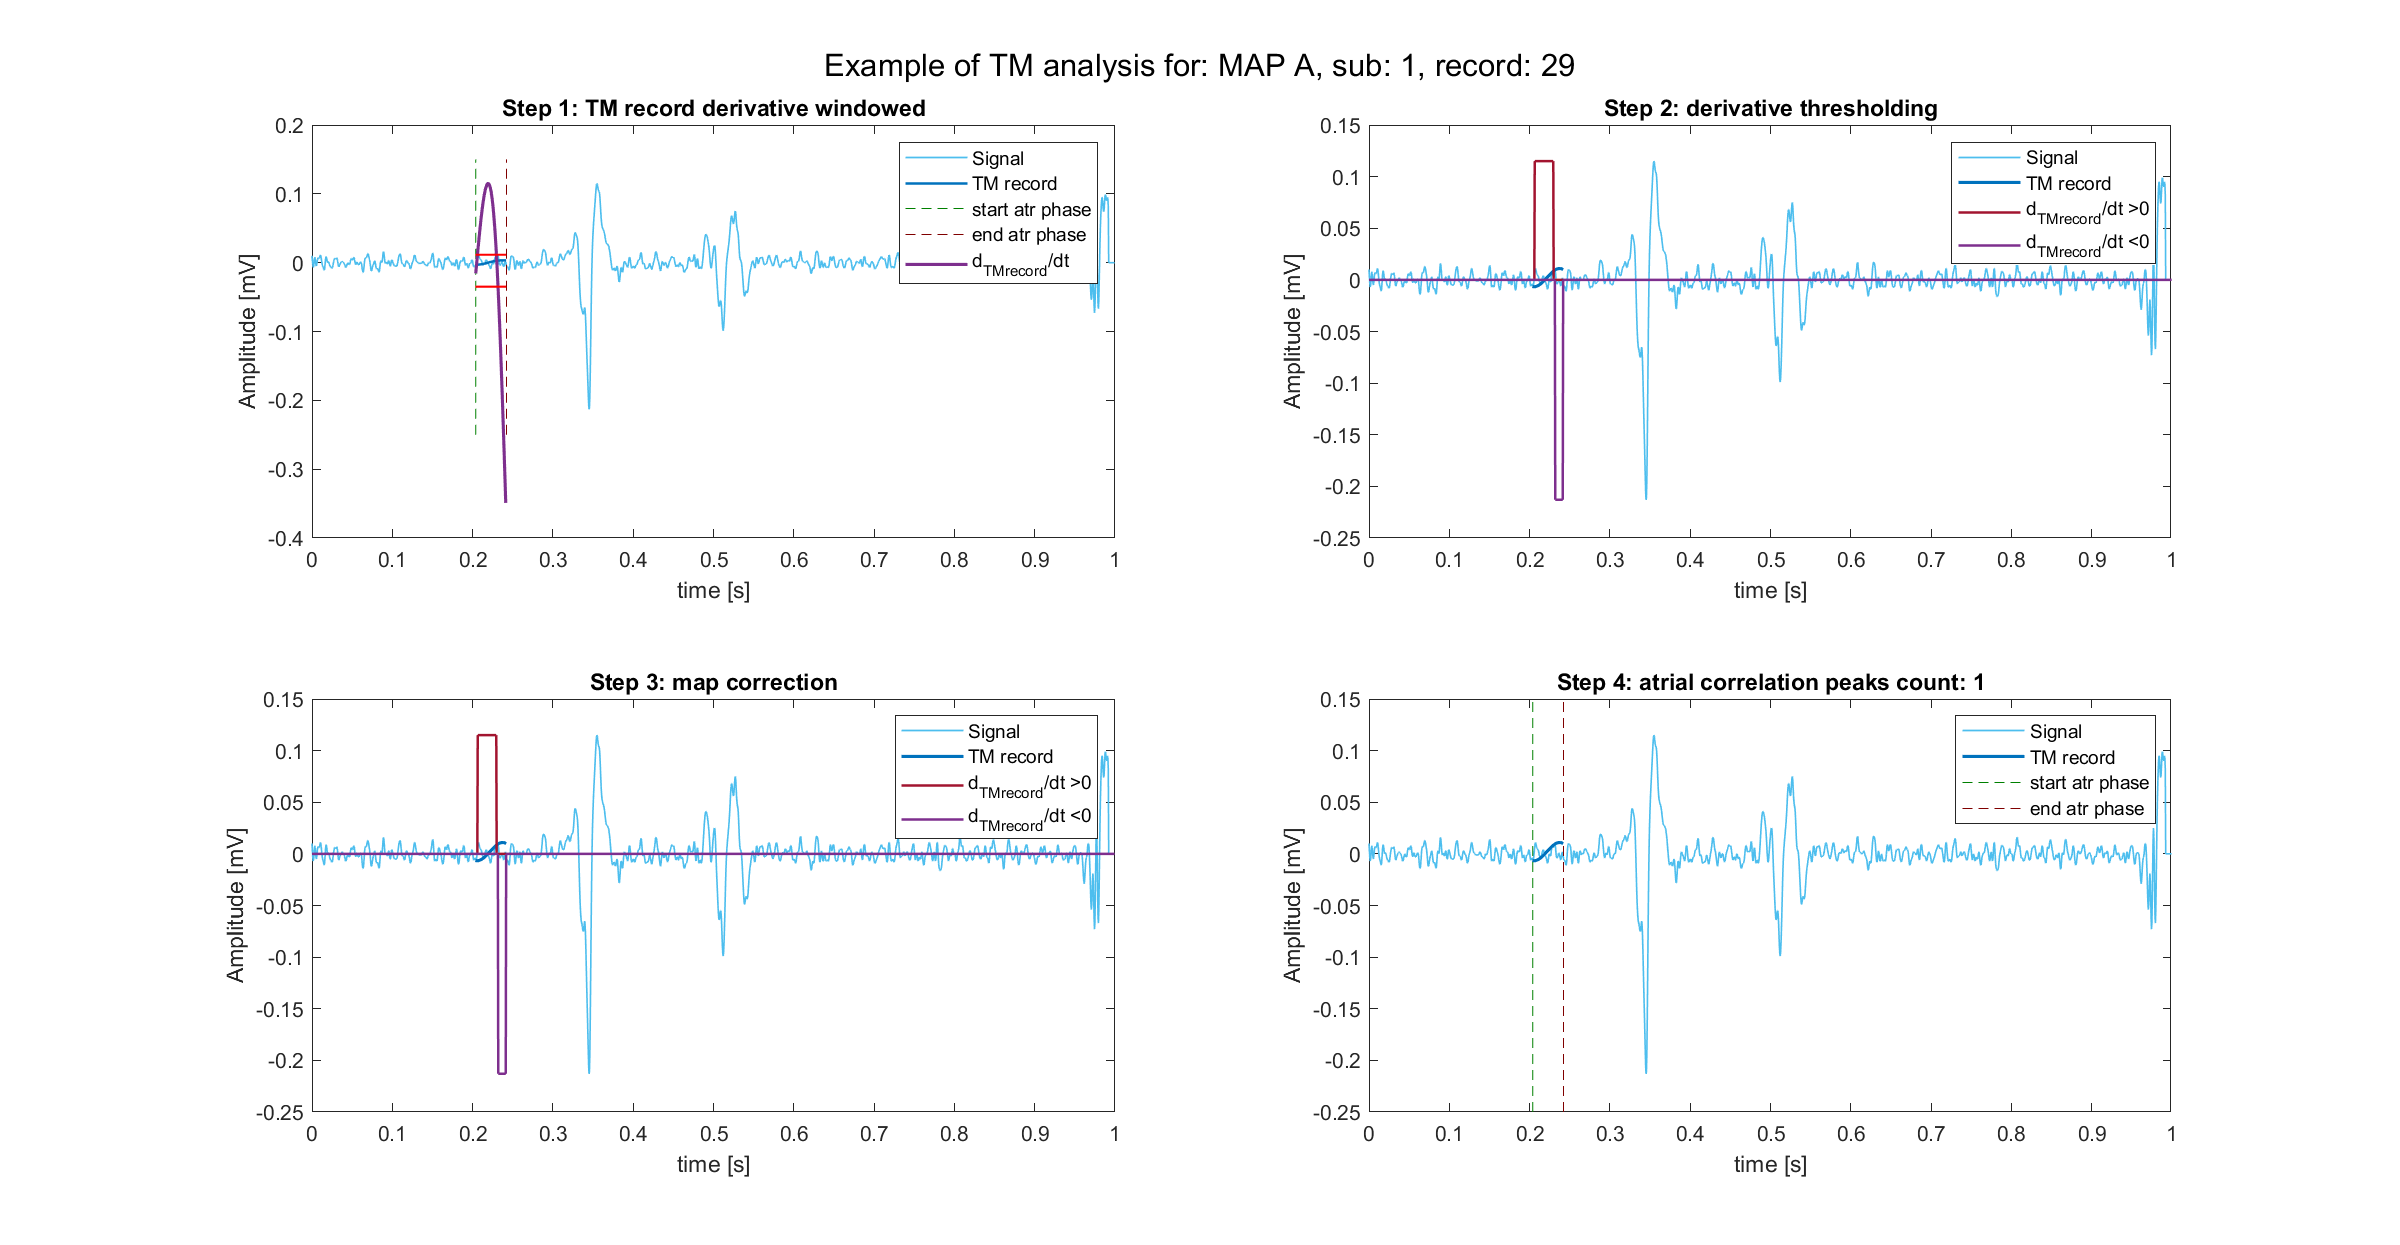 Example of TM analysis for: MAP A, sub: 1, record: 29
Step 1: TM record derivative windowed
0.2
0.1
0
-0.1
-0.2
-0.3
-0.4
Amplitude [mV]
0 0.1 0.2 0.3 0.4 0.5 0.6 0.7 0.8 0.9 1
time [s]
Signal
TM record
start atr phase
end atr phase
dTMrecord/dt
Step 2: derivative thresholding
0.15
0.1
0.05
0
-0.05
-0.1
-0.15
-0.2
-0.25
Amplitude [mV]
0 0.1 0.2 0.3 0.4 0.5 0.6 0.7 0.8 0.9 1
time [s]
Signal
TM record
dTMrecord/dt >0
dTMrecord/dt <0
Step 3: map correction
0.15
0.1
0.05
0
-0.05
-0.1
-0.15
-0.2
-0.25
Amplitude [mV]
0 0.1 0.2 0.3 0.4 0.5 0.6 0.7 0.8 0.9 1
time [s]
Signal
TM record
dTMrecord/dt >0
dTMrecord/dt <0
Step 4: atrial correlation peaks count: 1
0.15
0.1
0.05
0
-0.05
-0.1
-0.15
-0.2
-0.25
Amplitude [mV]
0 0.1 0.2 0.3 0.4 0.5 0.6 0.7 0.8 0.9 1
time [s]
Signal
TM record
start atr phase
end atr phase